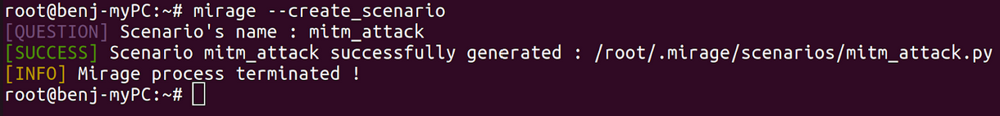 root@benj-myPC:~# mirage --create_scenario
[QUESTION] Scenario's name : mitm_attack
[SUCCESS] Scenario mitm_attack successfully generated : /root/.mirage/scenarios/mitm_attack.py
[INFO] Mirage process terminated !
root@benj-myPC:~#